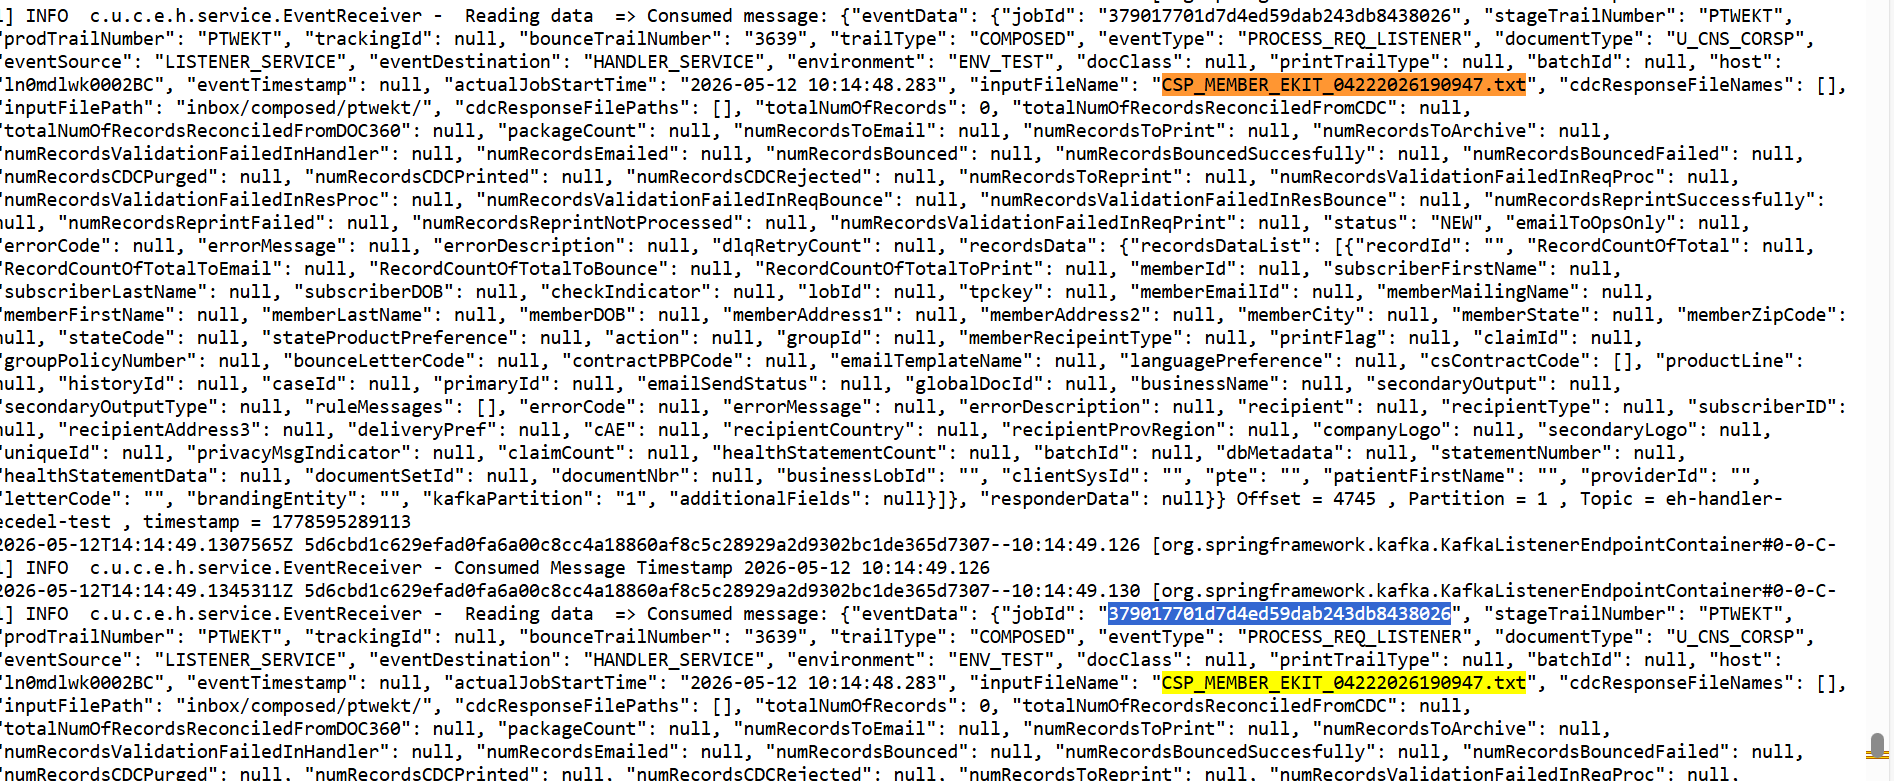 1] INFO  c.u.c.e.h.service.EventReceiver -  Reading data  => Consumed message: {"eventData": {"jobId": "379017701d7d4ed59dab243db8438026", "stageTrailNumber": "PTWEKT",
"prodTrailNumber": "PTWEKT", "trackingId": null, "bounceTrailNumber": "3639", "trailType": "COMPOSED", "eventType": "PROCESS_REQ_LISTENER", "documentType": "U_CNS_CORSP",
"eventSource": "LISTENER_SERVICE", "eventDestination": "HANDLER_SERVICE", "environment": "ENV_TEST", "docClass": null, "printTrailType": null, "batchId": null, "host":
"ln0mdlwk0002BC", "eventTimestamp": null, "actualJobStartTime": "2026-05-12 10:14:48.283", "inputFileName": "CSP_MEMBER_EKIT_04222026190947.txt", "cdcResponseFileNames": [],
"inputFilePath": "inbox/composed/ptwekt/", "cdcResponseFilePaths": [], "totalNumOfRecords": 0, "totalNumOfRecordsReconciledFromCDC": null,
"totalNumOfRecordsReconciledFromDOC360": null, "packageCount": null, "numRecordsToEmail": null, "numRecordsToPrint": null, "numRecordsToArchive": null,
"numRecordsValidationFailedInHandler": null, "numRecordsEmailed": null, "numRecordsBounced": null, "numRecordsBouncedSuccesfully": null, "numRecordsBouncedFailed": null,
"numRecordsCDCPurged": null, "numRecordsCDCPrinted": null, "numRecordsCDCRejected": null, "numRecordsToReprint": null, "numRecordsValidationFailedInReqProc": null,
"numRecordsValidationFailedInResProc": null, "numRecordsValidationFailedInReqBounce": null, "numRecordsValidationFailedInResBounce": null, "numRecordsReprintSuccessfully":
null, "numRecordsReprintFailed": null, "numRecordsReprintNotProcessed": null, "numRecordsValidationFailedInReqPrint": null, "status": "NEW", "emailToOpsOnly": null,
"errorCode": null, "errorMessage": null, "errorDescription": null, "dlqRetryCount": null, "recordsData": {"recordsDataList": [{"recordId": "", "RecordCountOfTotal": null,
"RecordCountOfTotalToEmail": null, "RecordCountOfTotalToBounce": null, "RecordCountOfTotalToPrint": null, "memberId": null, "subscriberFirstName": null,
"subscriberLastName": null, "subscriberDOB": null, "checkIndicator": null, "lobId": null, "tpckey": null, "memberEmailId": null, "memberMailingName": null,
"memberFirstName": null, "memberLastName": null, "memberDOB": null, "memberAddress1": null, "memberAddress2": null, "memberCity": null, "memberState": null, "memberZipCode":
null, "stateCode": null, "stateProductPreference": null, "action": null, "groupId": null, "memberRecipeintType": null, "printFlag": null, "claimId": null,
"groupPolicyNumber": null, "bounceLetterCode": null, "contractPBPCode": null, "emailTemplateName": null, "languagePreference": null, "csContractCode": [], "productLine":
null, "historyId": null, "caseId": null, "primaryId": null, "emailSendStatus": null, "globalDocId": null, "businessName": null, "secondaryOutput": null,
"secondaryOutputType": null, "ruleMessages": [], "errorCode": null, "errorMessage": null, "errorDescription": null, "recipient": null, "recipientType": null, "subscriberID":
null, "recipientAddress3": null, "deliveryPref": null, "cAE": null, "recipientCountry": null, "recipientProvRegion": null, "companyLogo": null, "secondaryLogo": null,
"uniqueId": null, "privacyMsgIndicator": null, "claimCount": null, "healthStatementCount": null, "batchId": null, "dbMetadata": null, "statementNumber": null,
"healthStatementData": null, "documentSetId": null, "documentNbr": null, "businessLobId": "", "clientSysId": "", "pte": "", "patientFirstName": "", "providerId": "",
"letterCode": "", "brandingEntity": "", "kafkaPartition": "1", "additionalFields": null}]}, "responderData": null}} Offset = 4745 , Partition = 1 , Topic = eh-handler-
ecedel-test , timestamp = 1778595289113
2026-05-12T14:14:49.1307565Z 5d6cbd1c629efad0fa6a00c8cc4a18860af8c5c28929a2d9302bc1de365d7307--10:14:49.126 [org.springframework.kafka.KafkaListenerEndpointContainer#0-0-C-
1] INFO  c.u.c.e.h.service.EventReceiver - Consumed Message Timestamp 2026-05-12 10:14:49.126
2026-05-12T14:14:49.1345311Z 5d6cbd1c629efad0fa6a00c8cc4a18860af8c5c28929a2d9302bc1de365d7307--10:14:49.130 [org.springframework.kafka.KafkaListenerEndpointContainer#0-0-C-
1] INFO  c.u.c.e.h.service.EventReceiver -  Reading data  => Consumed message: {"eventData": {"jobId": "379017701d7d4ed59dab243db8438026", "stageTrailNumber": "PTWEKT",
"prodTrailNumber": "PTWEKT", "trackingId": null, "bounceTrailNumber": "3639", "trailType": "COMPOSED", "eventType": "PROCESS_REQ_LISTENER", "documentType": "U_CNS_CORSP",
"eventSource": "LISTENER_SERVICE", "eventDestination": "HANDLER_SERVICE", "environment": "ENV_TEST", "docClass": null, "printTrailType": null, "batchId": null, "host":
"ln0mdlwk0002BC", "eventTimestamp": null, "actualJobStartTime": "2026-05-12 10:14:48.283", "inputFileName": "CSP_MEMBER_EKIT_04222026190947.txt", "cdcResponseFileNames": [],
"inputFilePath": "inbox/composed/ptwekt/", "cdcResponseFilePaths": [], "totalNumOfRecords": 0, "totalNumOfRecordsReconciledFromCDC": null,
"totalNumOfRecordsReconciledFromDOC360": null, "packageCount": null, "numRecordsToEmail": null, "numRecordsToPrint": null, "numRecordsToArchive": null,
"numRecordsValidationFailedInHandler": null, "numRecordsEmailed": null, "numRecordsBounced": null, "numRecordsBouncedSuccesfully": null, "numRecordsBouncedFailed": null,
"numRecordsCDCPurged": null, "numRecordsCDCPrinted": null, "numRecordsCDCRejected": null, "numRecordsToReprint": null, "numRecordsValidationFailedInReqProc": null,